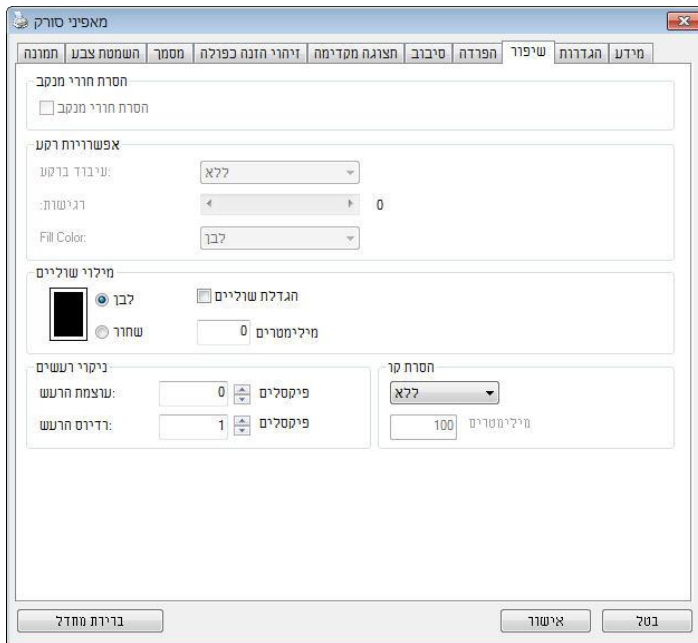 מאפיני סורק
תמונה השמטת צבע מסמך זיהוי הזנה כפולה תצוגה מקדימה סיבוב הפרדה שיפור הגדרות מידע
הסרת חורי מנקב
הסרת חורי מנקב
אפשרויות רקע
עיבוד ברקע: ללא
רגישות: 0
Fill Color: לבן
מילוי שוליים
לבן הגדלת שוליים
שחור 0 מילימטרים
ניקוי רעשים
עוצמת הרעש: 0 פיקסלים
רדיוס הרעש: 1 פיקסלים
הסרת קו
ללא
100 מילימטרים
ברירת מחדל אישור בטל